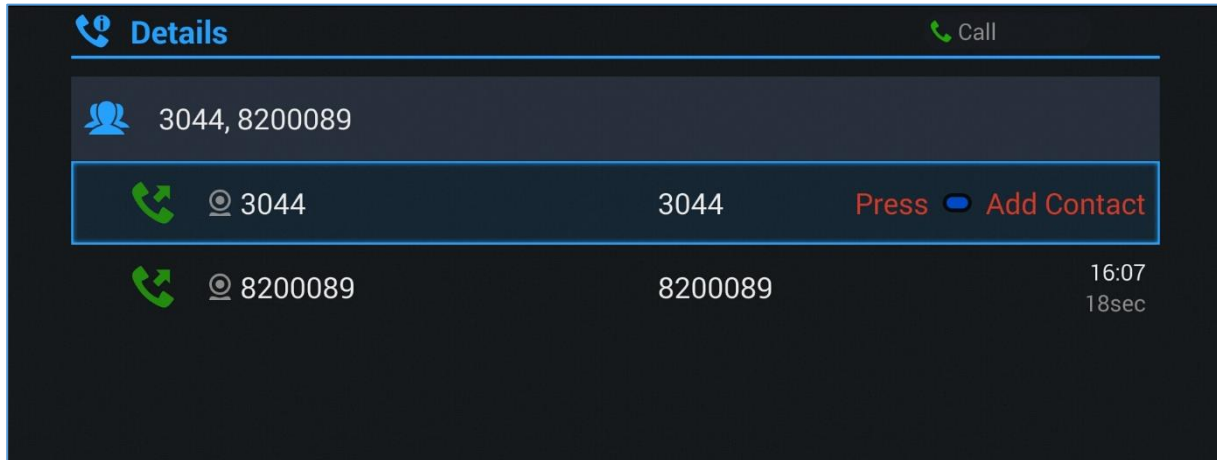 Details
Call
3044, 8200089
3044 3044 Press Add Contact
8200089 8200089 16:07
18sec